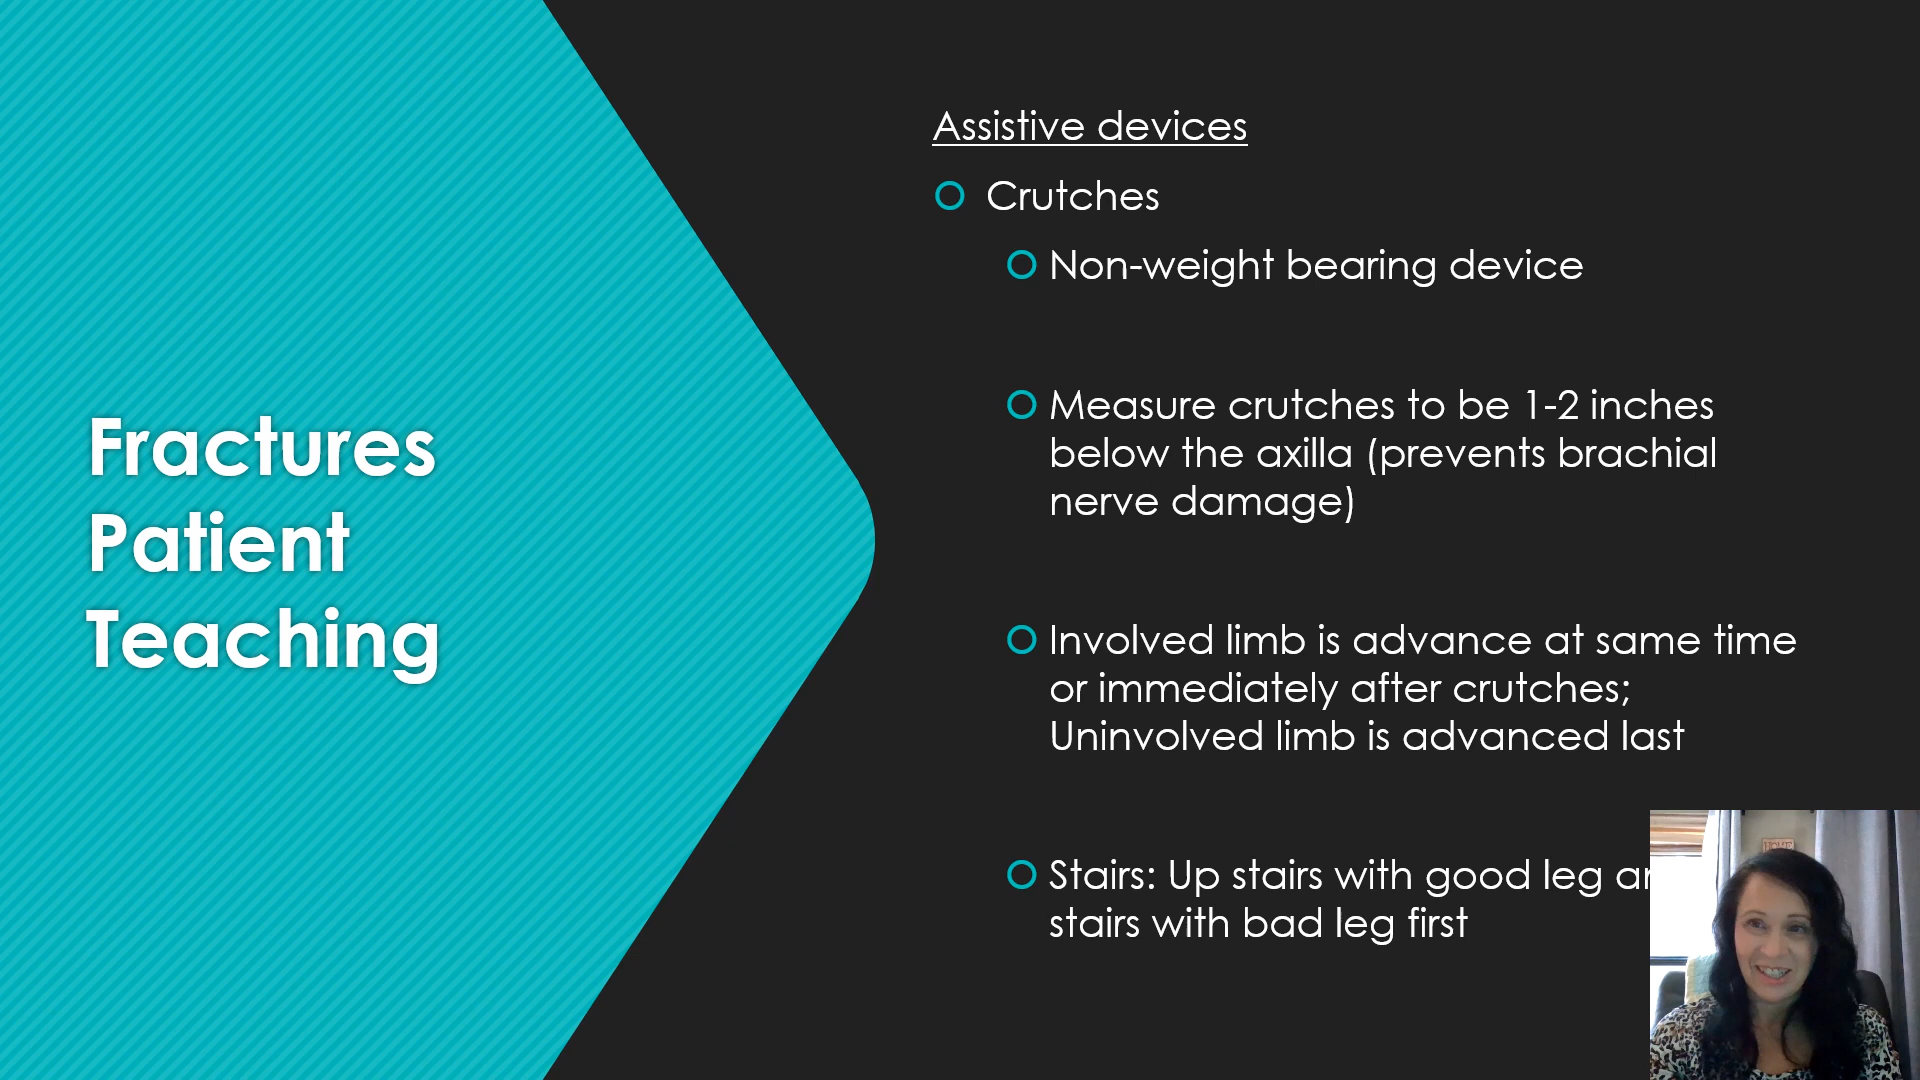 Fractures
Patient
Teaching
Assistive devices
Crutches
Non-weight bearing device
Measure crutches to be 1-2 inches
below the axilla (prevents brachial
nerve damage)
Involved limb is advance at same time
or immediately after crutches;
Uninvolved limb is advanced last
Stairs: Up stairs with good leg
stairs with bad leg first
HOME